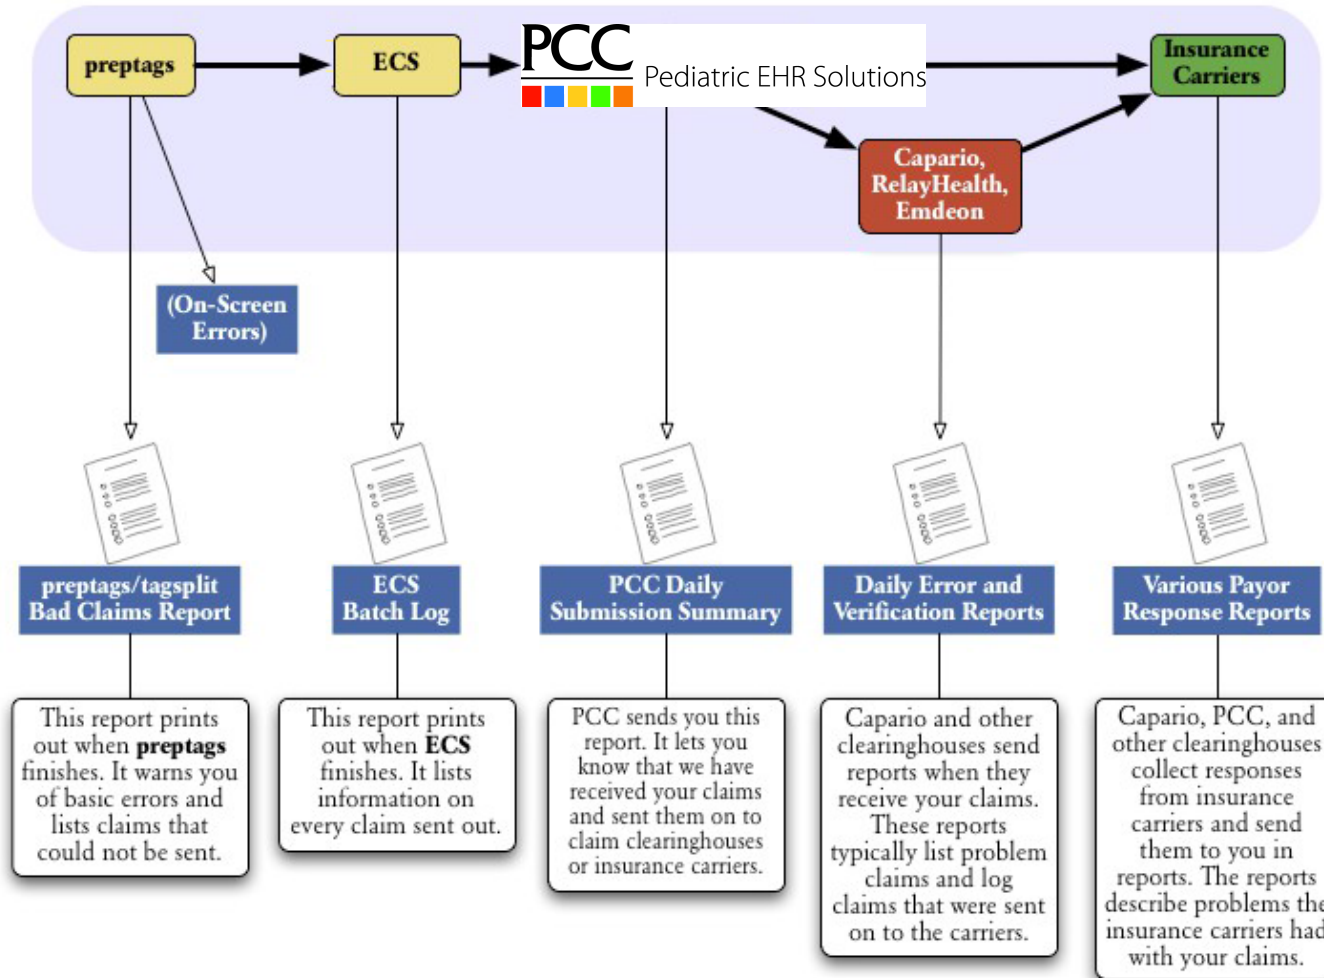 preptags
ECS
PCC
Pediatric EHR Solutions
Insurance
Carriers
Capario,
RelayHealth,
Emdeon
(On-Screen
Errors)
preptags/tagsplit
Bad Claims Report
ECS
Batch Log
PCC Daily
Submission Summary
Daily Error and
Verification Reports
Various Payor
Response Reports
This report prints
out when preptags
finishes. It warns you
of basic errors and
lists claims that
could not be sent.
This report prints
out when ECS
finishes. It lists
information on
every claim sent out.
PCC sends you this
report. It lets you
know that we have
received your claims
and sent them on to
claim clearinghouses
or insurance carriers.
Capario and other
clearinghouses send
reports when they
receive your claims.
These reports
typically list problem
claims and log
claims that were sent
on to the carriers.
Capario, PCC, and
other clearinghouses
collect responses
from insurance
carriers and send
them to you in
reports. The reports
describe problems the
insurance carriers had
with your claims.